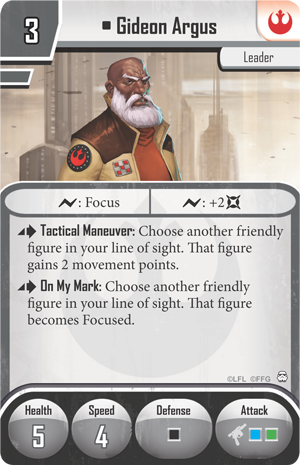 3
Gideon Argus
Leader
: Focus
: +2
Tactical Maneuver: Choose another friendly
figure in your line of sight. That figure
gains 2 movement points.
On My Mark: Choose another friendly
figure in your line of sight. That figure
becomes Focused.
©LFL ©FFG
Health
5
Speed
4
Defense
Attack